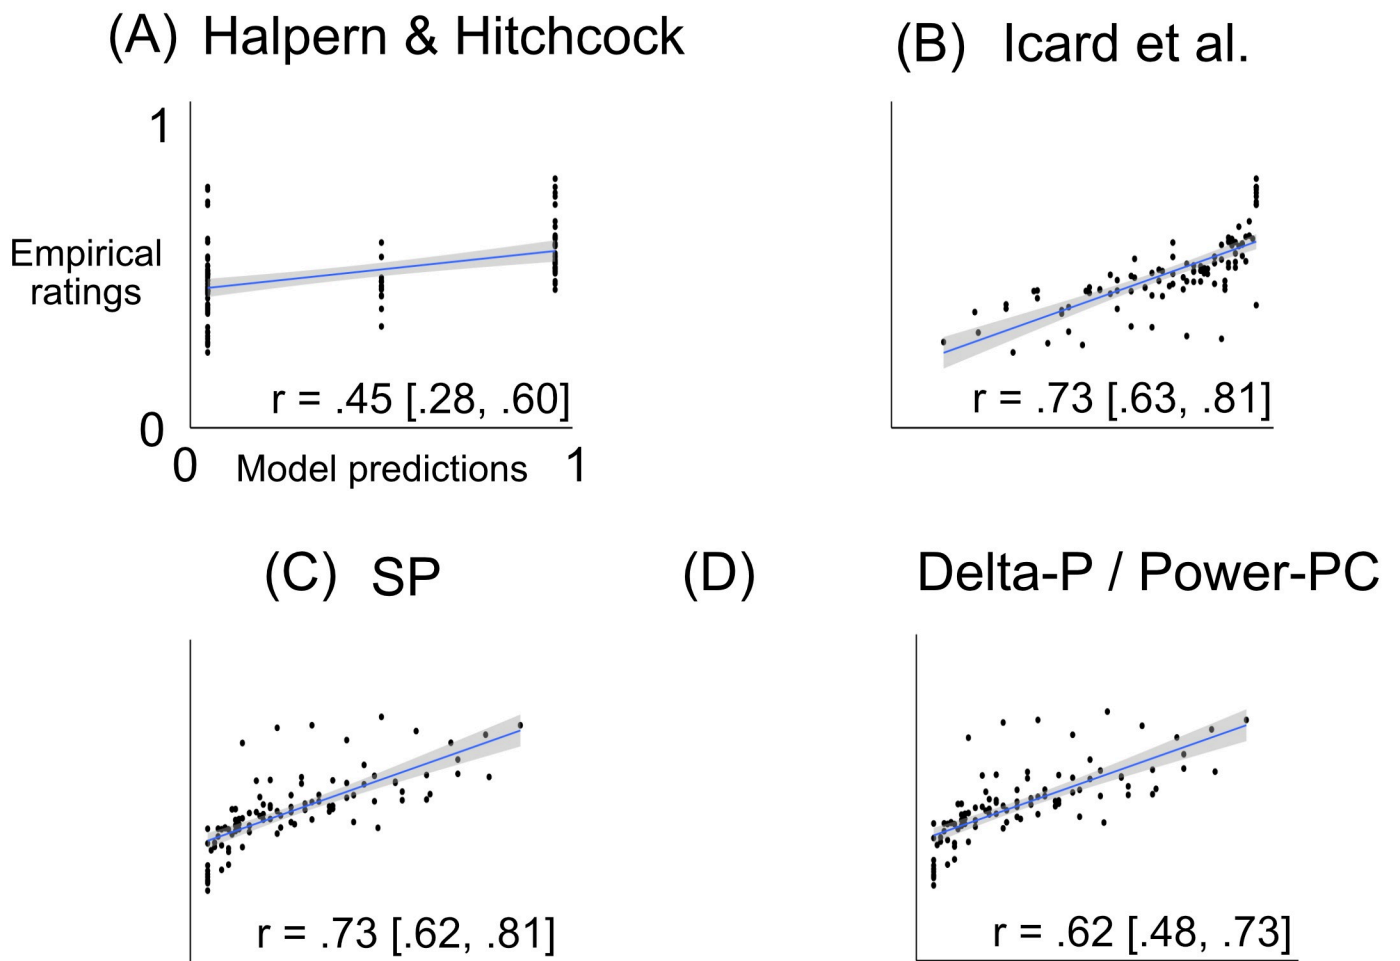 (A) Halpern & Hitchcock
(B) Icard et al.
1
Empirical
ratings
r = .45 [.28, .60]
r = .73 [.63, .81]
0
0 Model predictions 1
(C) SP
(D) Delta-P / Power-PC
r = .73 [.62, .81]
r = .62 [.48, .73]